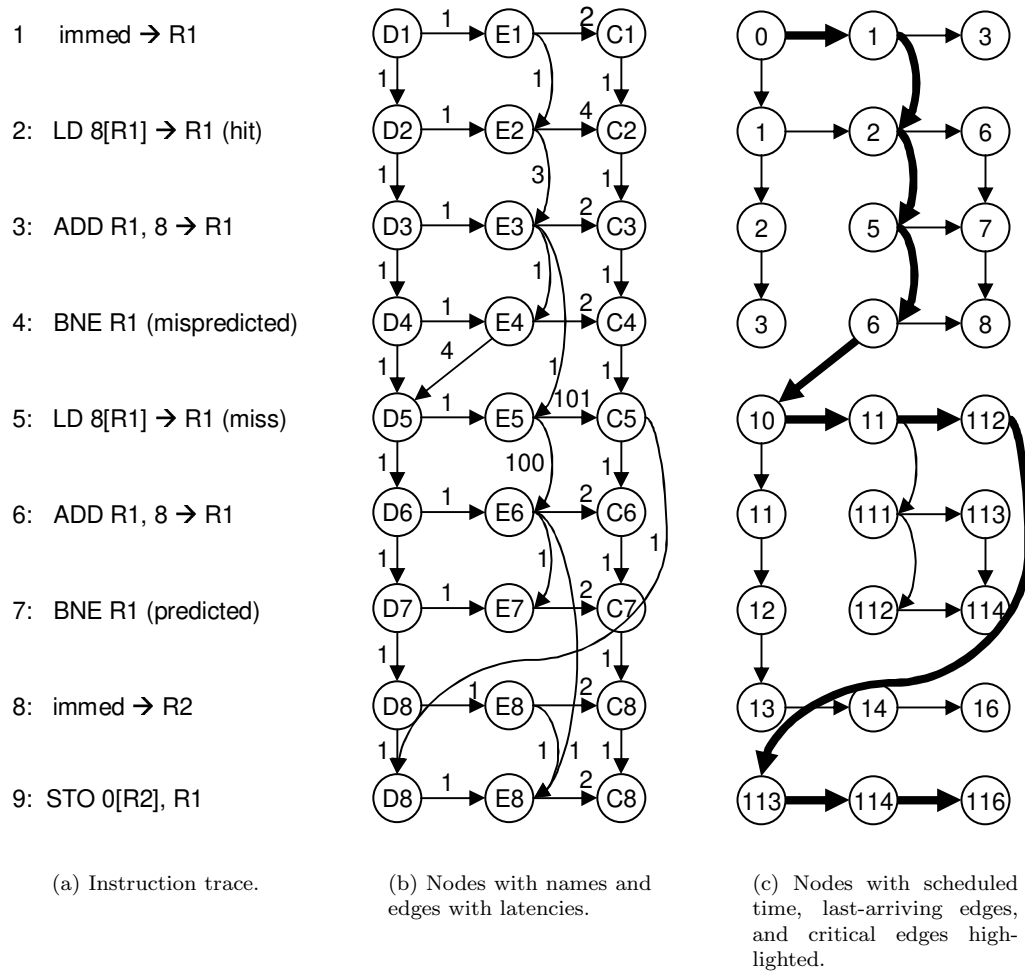 1 immed → R1
2: LD 8[R1] → R1 (hit)
3: ADD R1, 8 → R1
4: BNE R1 (mispredicted)
5: LD 8[R1] → R1 (miss)
6: ADD R1, 8 → R1
7: BNE R1 (predicted)
8: immed → R2
9: STO 0[R2], R1
(a) Instruction trace.
D1 1 E1 2 C1
1 1 1
D2 1 E2 4 C2
1 3 1
D3 1 E3 2 C3
1 1 1
D4 1 E4 2 C4
1 4 1 1
D5 1 E5 101 C5
1 100 1
D6 1 E6 2 C6
1 1 1 1
D7 1 E7 2 C7
1 1
D8 1 E8 2 C8
1 1 1 1
D8 1 E8 2 C8
(b) Nodes with names and
edges with latencies.
0 1 3
1 2 6
2 5 7
3 6 8
10 11 112
11 111 113
12 112 114
13 14 16
113 114 116
(c) Nodes with scheduled
time, last-arriving edges,
and critical edges high-
lighted.